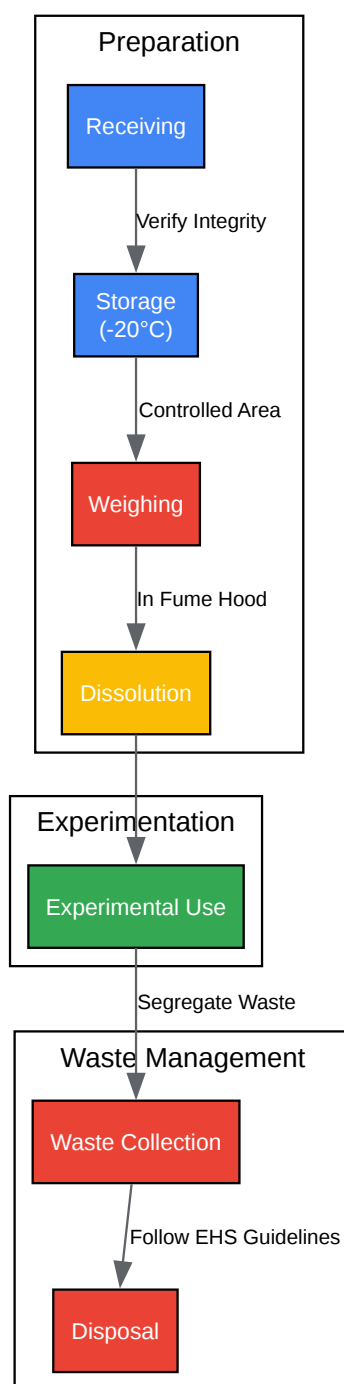 Preparation
Receiving
Verify Integrity
Storage
(-20°C)
Controlled Area
Weighing
In Fume Hood
Dissolution
Experimentation
Experimental Use
Segregate Waste
Waste Management
Waste Collection
Follow EHS Guidelines
Disposal